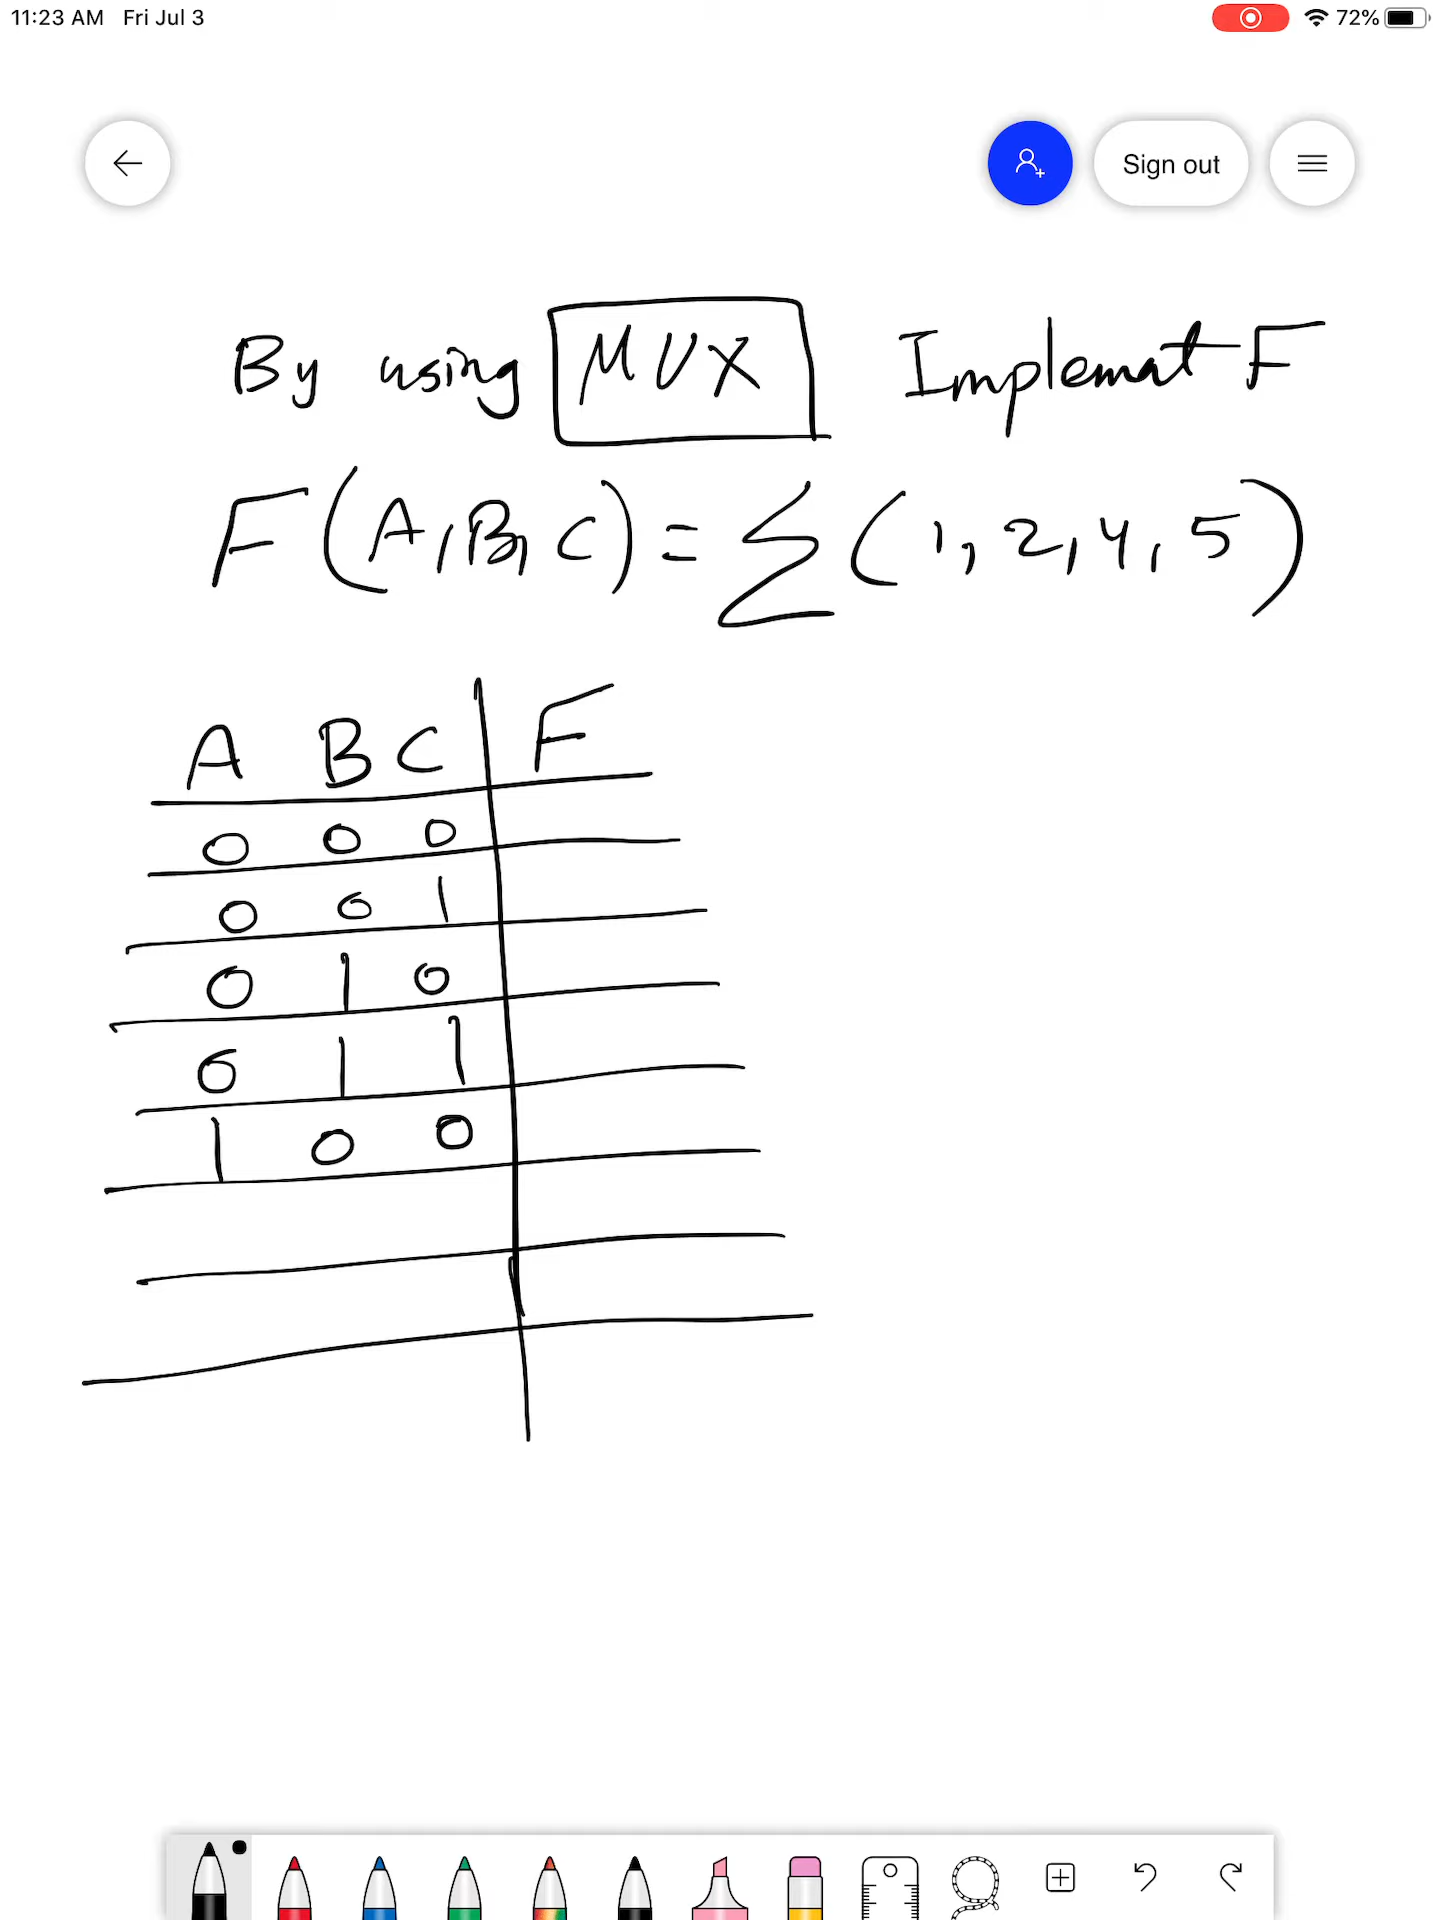 11:23 AM Fri Jul 3 72%
Sign out
By using MUX Implemat F
F(A,B,C) = Σ(1,2,4,5)
A B C F
0 0 0
0 0 1
0 1 0
0 1 1
1 0 0